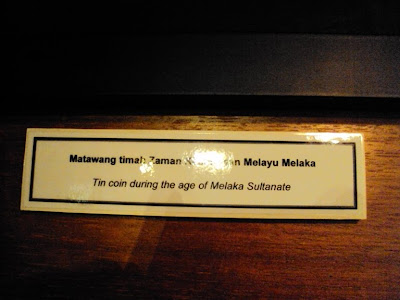 Matawang timah Zaman Melayu Melaka
Tin coin during the age of Melaka Sultanate